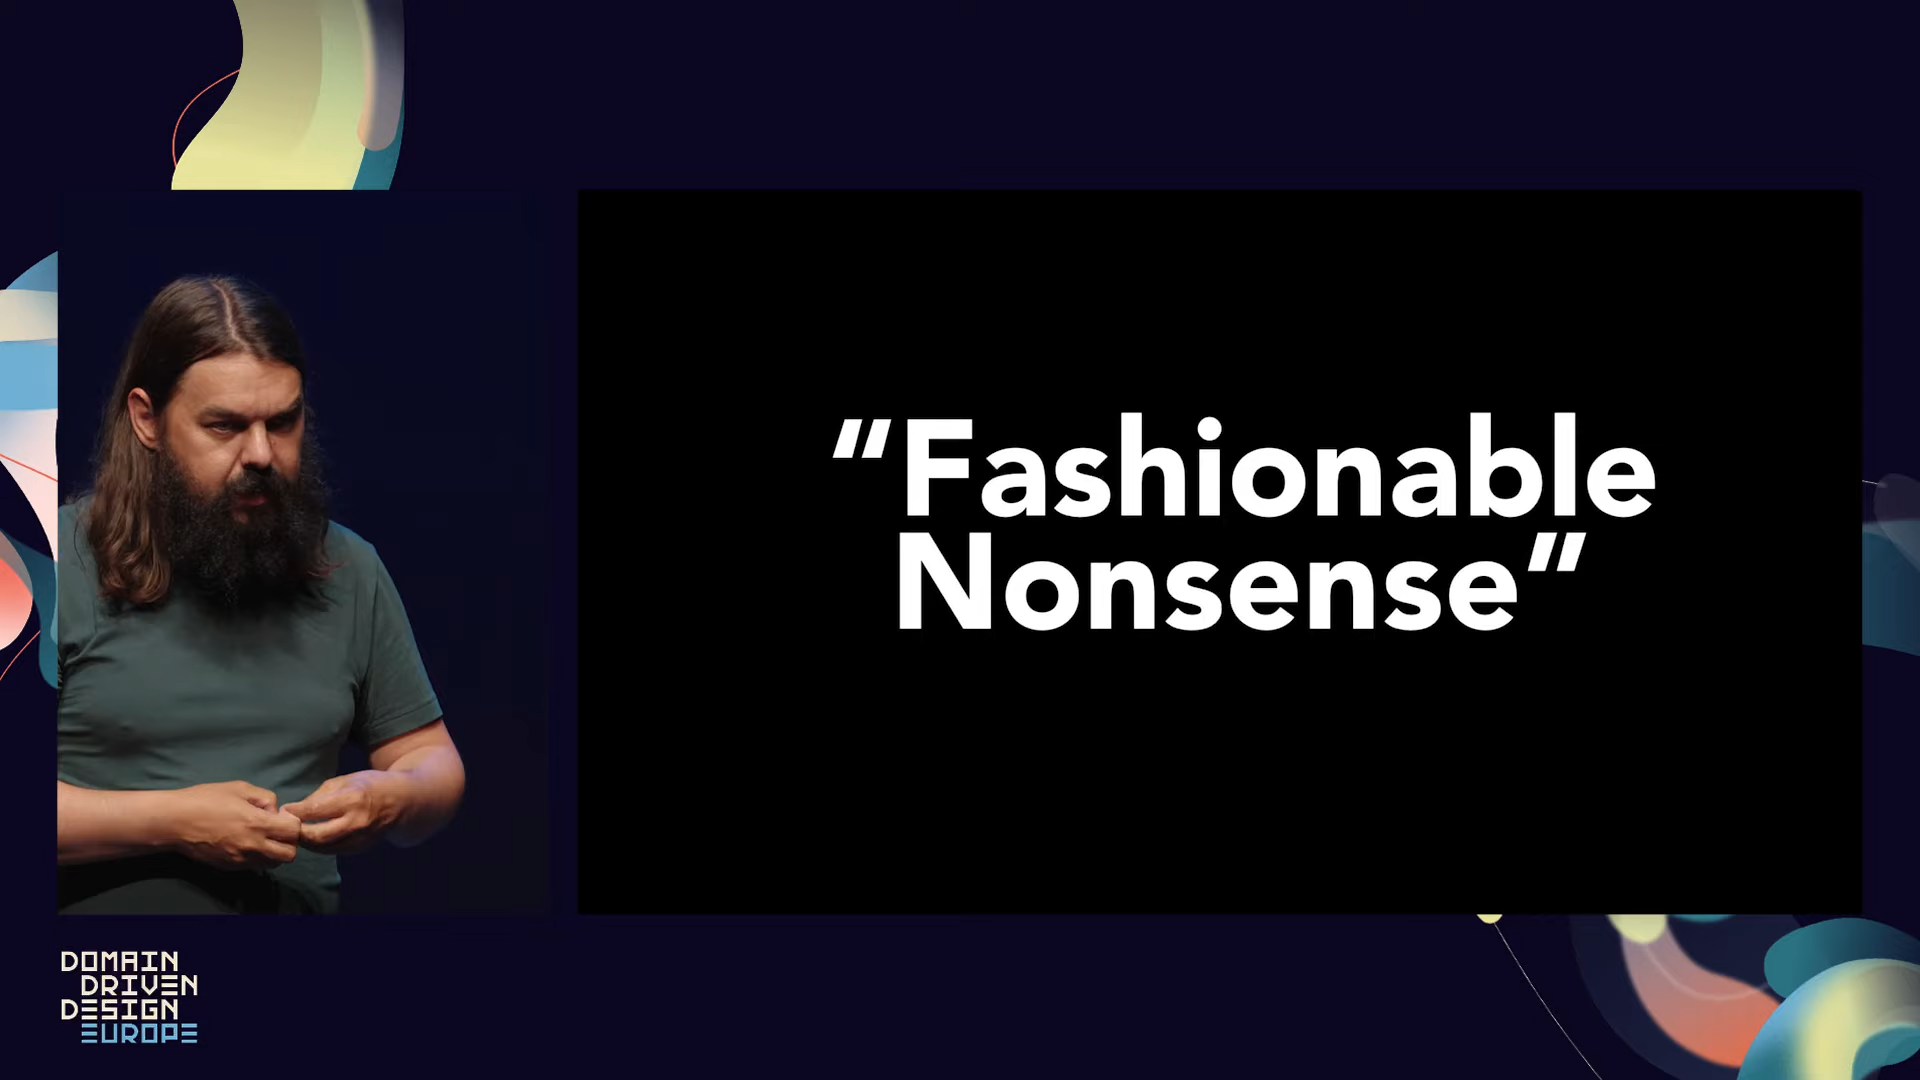 “Fashionable
Nonsense”
DOMAIN
DRIVEN
DESIGN
EUROPE